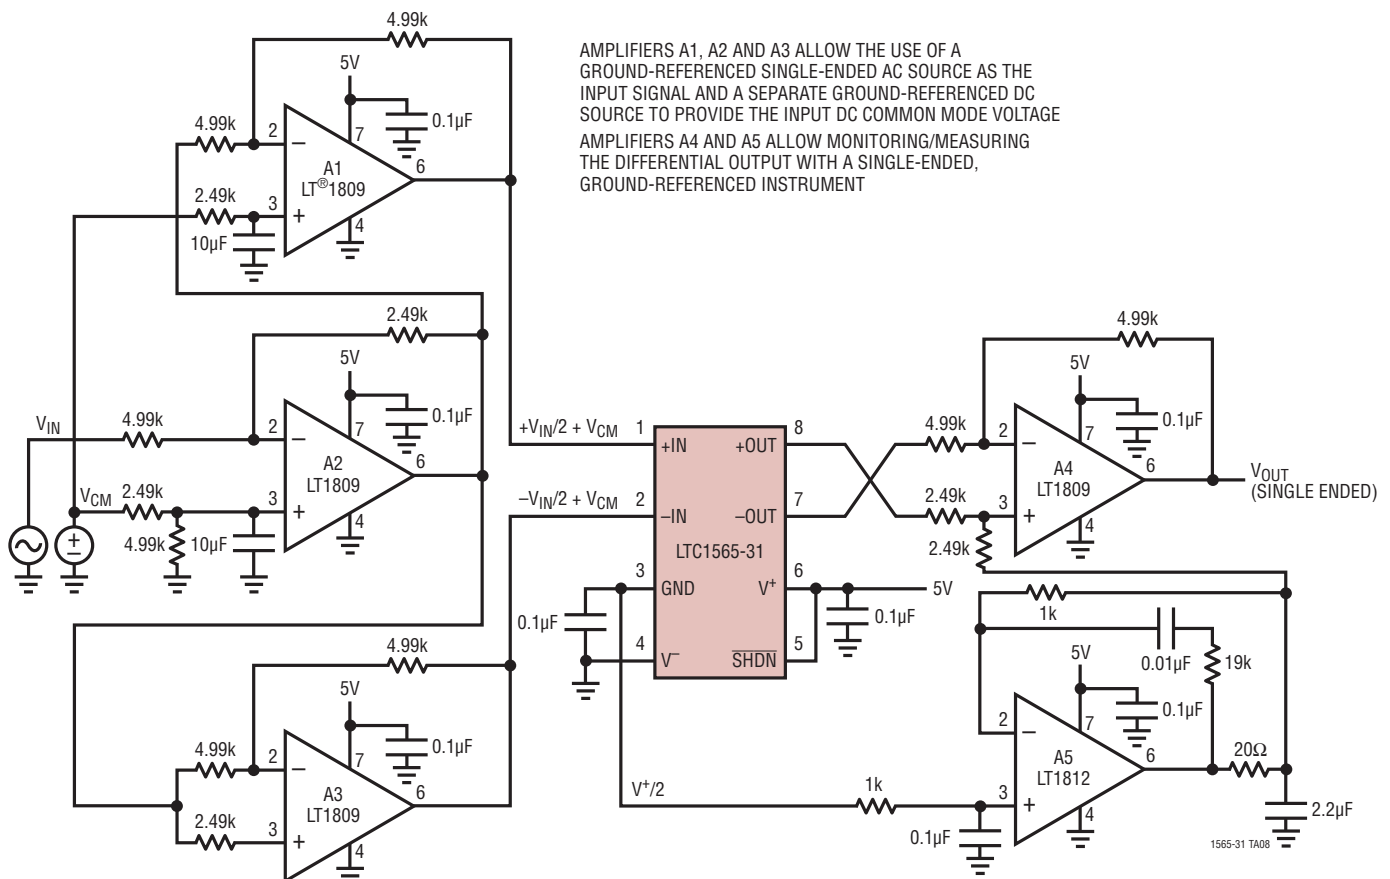 4.99k
5V
0.1µF
4.99k
2
7
A1
LT®1809
6
2.49k
3
4
10µF
AMPLIFIERS A1, A2 AND A3 ALLOW THE USE OF A
GROUND-REFERENCED SINGLE-ENDED AC SOURCE AS THE
INPUT SIGNAL AND A SEPARATE GROUND-REFERENCED DC
SOURCE TO PROVIDE THE INPUT DC COMMON MODE VOLTAGE
AMPLIFIERS A4 AND A5 ALLOW MONITORING/MEASURING
THE DIFFERENTIAL OUTPUT WITH A SINGLE-ENDED,
GROUND-REFERENCED INSTRUMENT
2.49k
5V
0.1µF
VIN
4.99k
2
7
A2
LT1809
6
VCM
2.49k
3
4
4.99k
10µF
4.99k
5V
0.1µF
4.99k
2
7
A3
LT1809
6
2.49k
3
4
+VIN/2 + VCM
1
+IN
+OUT
8
−VIN/2 + VCM
2
−IN
−OUT
7
LTC1565-31
3
GND
V+
6
5V
0.1µF
0.1µF
4
V−
SHDN
5
V+/2
4.99k
5V
0.1µF
4.99k
2
7
A4
LT1809
6
VOUT
(SINGLE ENDED)
2.49k
3
4
2.49k
1k
0.01µF
19k
5V
0.1µF
2
7
A5
LT1812
6
20Ω
1k
3
4
0.1µF
2.2µF
1565-31 TA08